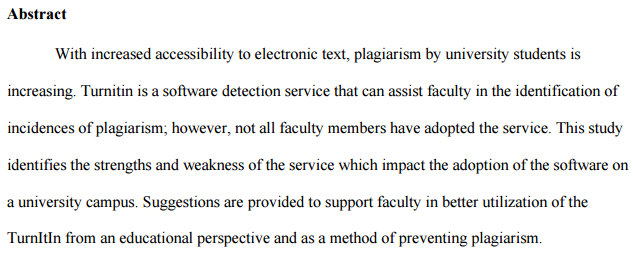 Abstract
With increased accessibility to electronic text, plagiarism by university students is
increasing. Turnitin is a software detection service that can assist faculty in the identification of
incidences of plagiarism; however, not all faculty members have adopted the service. This study
identifies the strengths and weakness of the service which impact the adoption of the software on
a university campus. Suggestions are provided to support faculty in better utilization of the
TurnItIn from an educational perspective and as a method of preventing plagiarism.